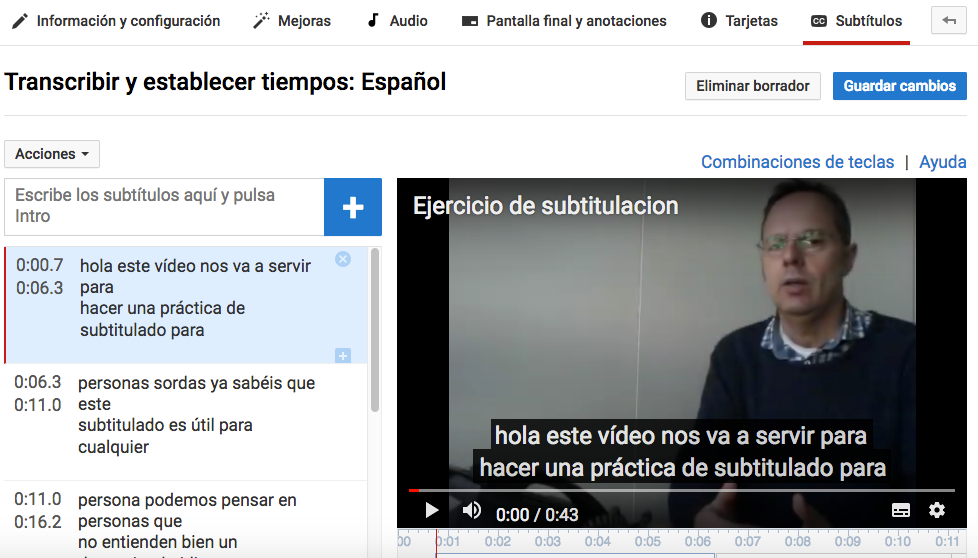 Información y configuración
Mejoras
Audio
Pantalla final y anotaciones
Tarjetas
CC Subtítulos
Transcribir y establecer tiempos: Español
Eliminar borrador
Guardar cambios
Acciones
Combinaciones de teclas | Ayuda
Escribe los subtítulos aquí y pulsa
Intro
0:00.7 hola este vídeo nos va a servir
0:06.3 para
hacer una práctica de
subtitulado para
0:06.3 personas sordas ya sabéis que
0:11.0 este
subtitulado es útil para
cualquier
0:11.0 persona podemos pensar en
0:16.2 personas que
no entienden bien un
Ejercicio de subtitulacion
hola este vídeo nos va a servir para
hacer una práctica de subtitulado para
0:00 / 0:43
00 0:01 0:02 0:03 0:04 0:05 0:06 0:07 0:08 0:09 0:10 0:11